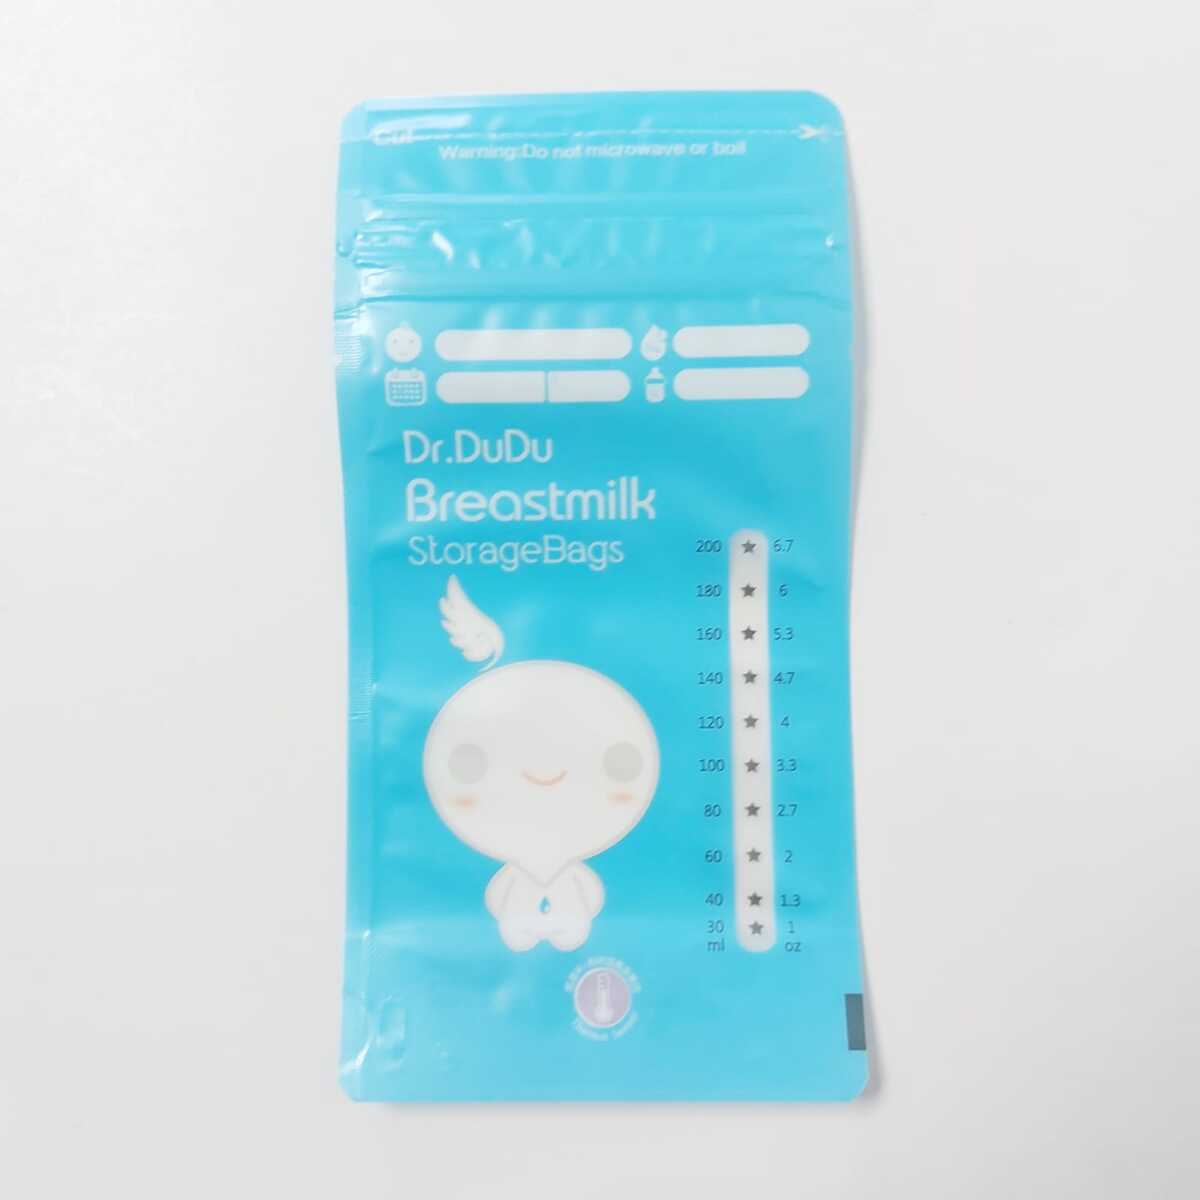 Cut
Warning:Do not microwave or boil
Dr.DuDu
Breastmilk
StorageBags
200 6.7
180 6
160 5.3
140 4.7
120 4
100 3.3
80 2.7
60 2
40 1.3
30 1
ml oz